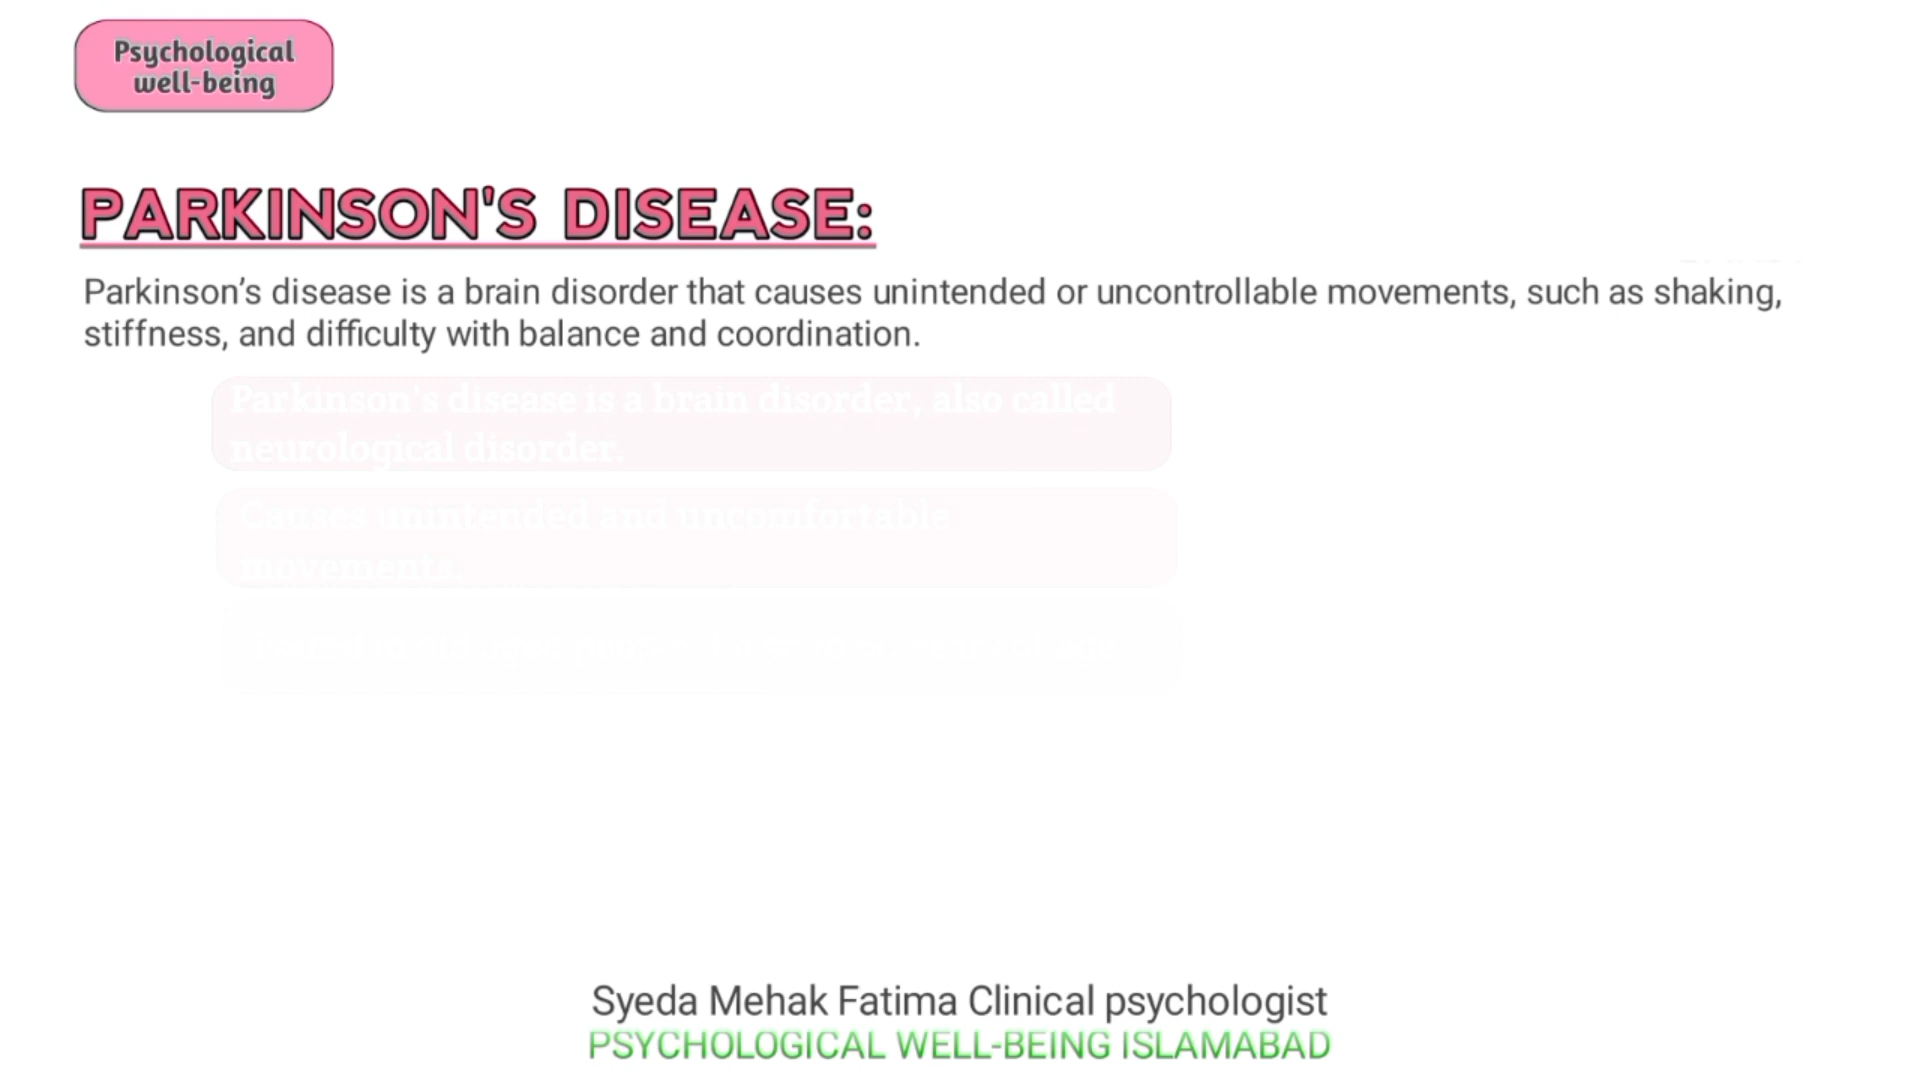 Psychological
well-being
PARKINSON'S DISEASE:
Parkinson’s disease is a brain disorder that causes unintended or uncontrollable movements, such as shaking,
stiffness, and difficulty with balance and coordination.
Parkinson's disease is a brain disorder, also called
neurological disorder.
Causes unintended and uncomfortable
movements.
Syeda Mehak Fatima Clinical psychologist
PSYCHOLOGICAL WELL-BEING ISLAMABAD